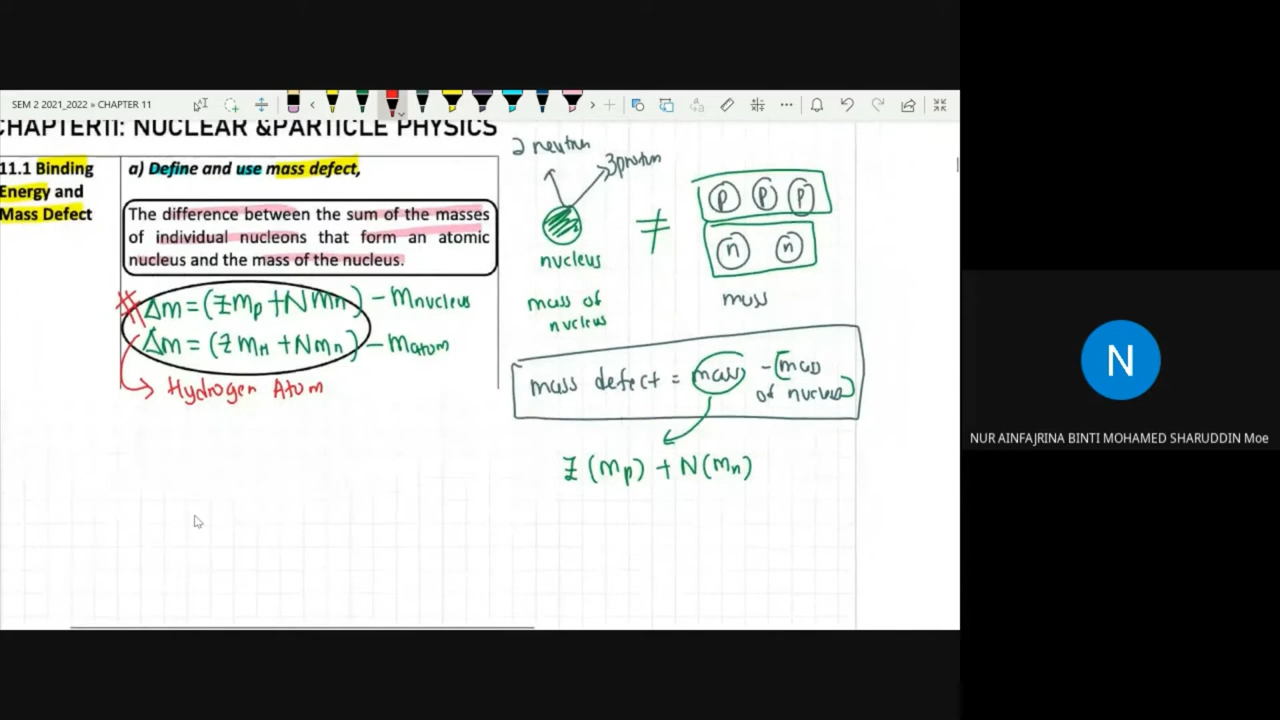 SEM 2 2021_2022 » CHAPTER 11
CHAPTER11: NUCLEAR &PARTICLE PHYSICS
11.1 Binding
Energy and
Mass Defect
a) Define and use mass defect,
The difference between the sum of the masses
of individual nucleons that form an atomic
nucleus and the mass of the nucleus.
Δm = (Zmp + Nmn) - Mnucleus
Δm = (ZmH + Nmn) - Matom
Hydrogen Atom
2 neutron
3proton
≠
p p p
n n
nucleus
mass of
nucleus
mass
mass defect = mass - [mass
of nucleus]
Z (mp) + N(mn)
N
NUR AINFAJRINA BINTI MOHAMED SHARUDDIN Moe